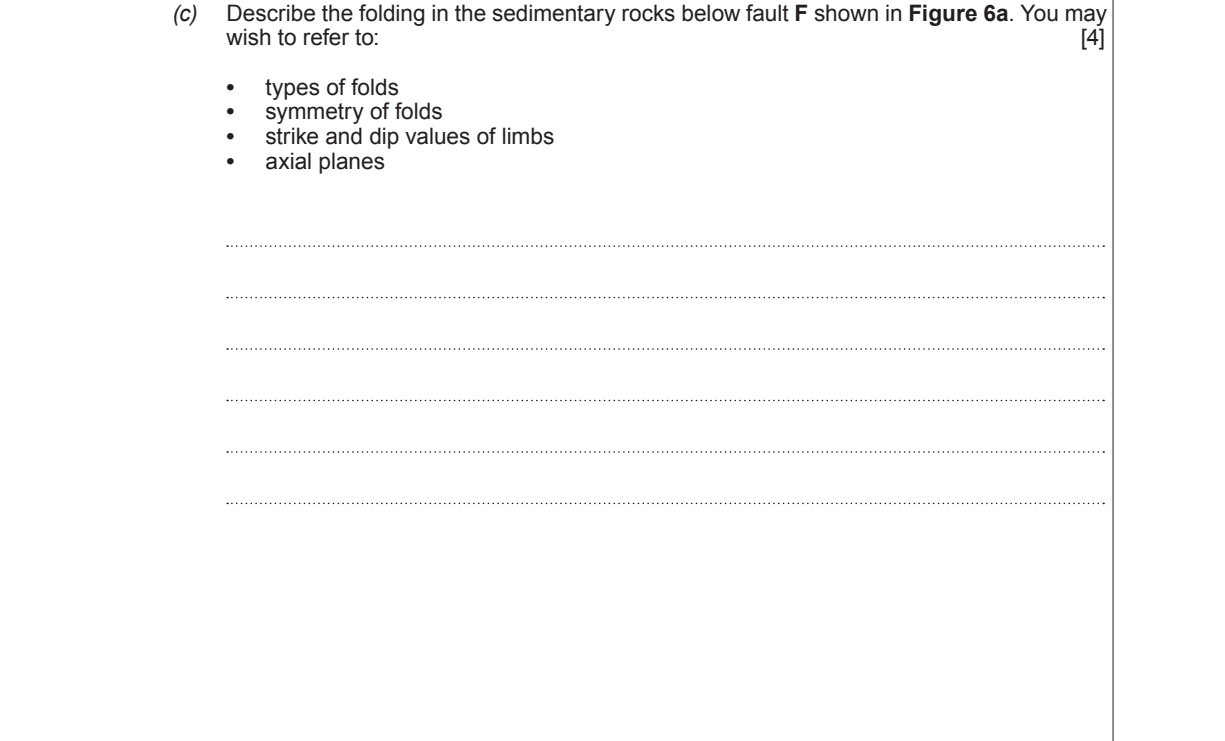 (c) Describe the folding in the sedimentary rocks below fault F shown in Figure 6a. You may
wish to refer to: [4]
• types of folds
• symmetry of folds
• strike and dip values of limbs
• axial planes